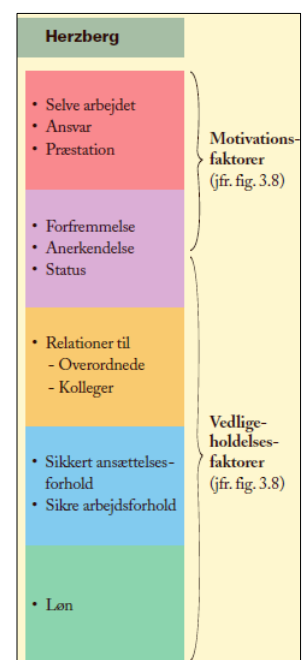 Herzberg
• Selve arbejdet
• Ansvar
• Præstation
Motivations-
faktorer
(jfr. fig. 3.8)
• Forfremmelse
• Anerkendelse
• Status
• Relationer til
- Overordnede
- Kolleger
Vedlige-
holdelses-
faktorer
(jfr. fig. 3.8)
• Sikkert ansættelses-
forhold
• Sikre arbejdsforhold
• Løn